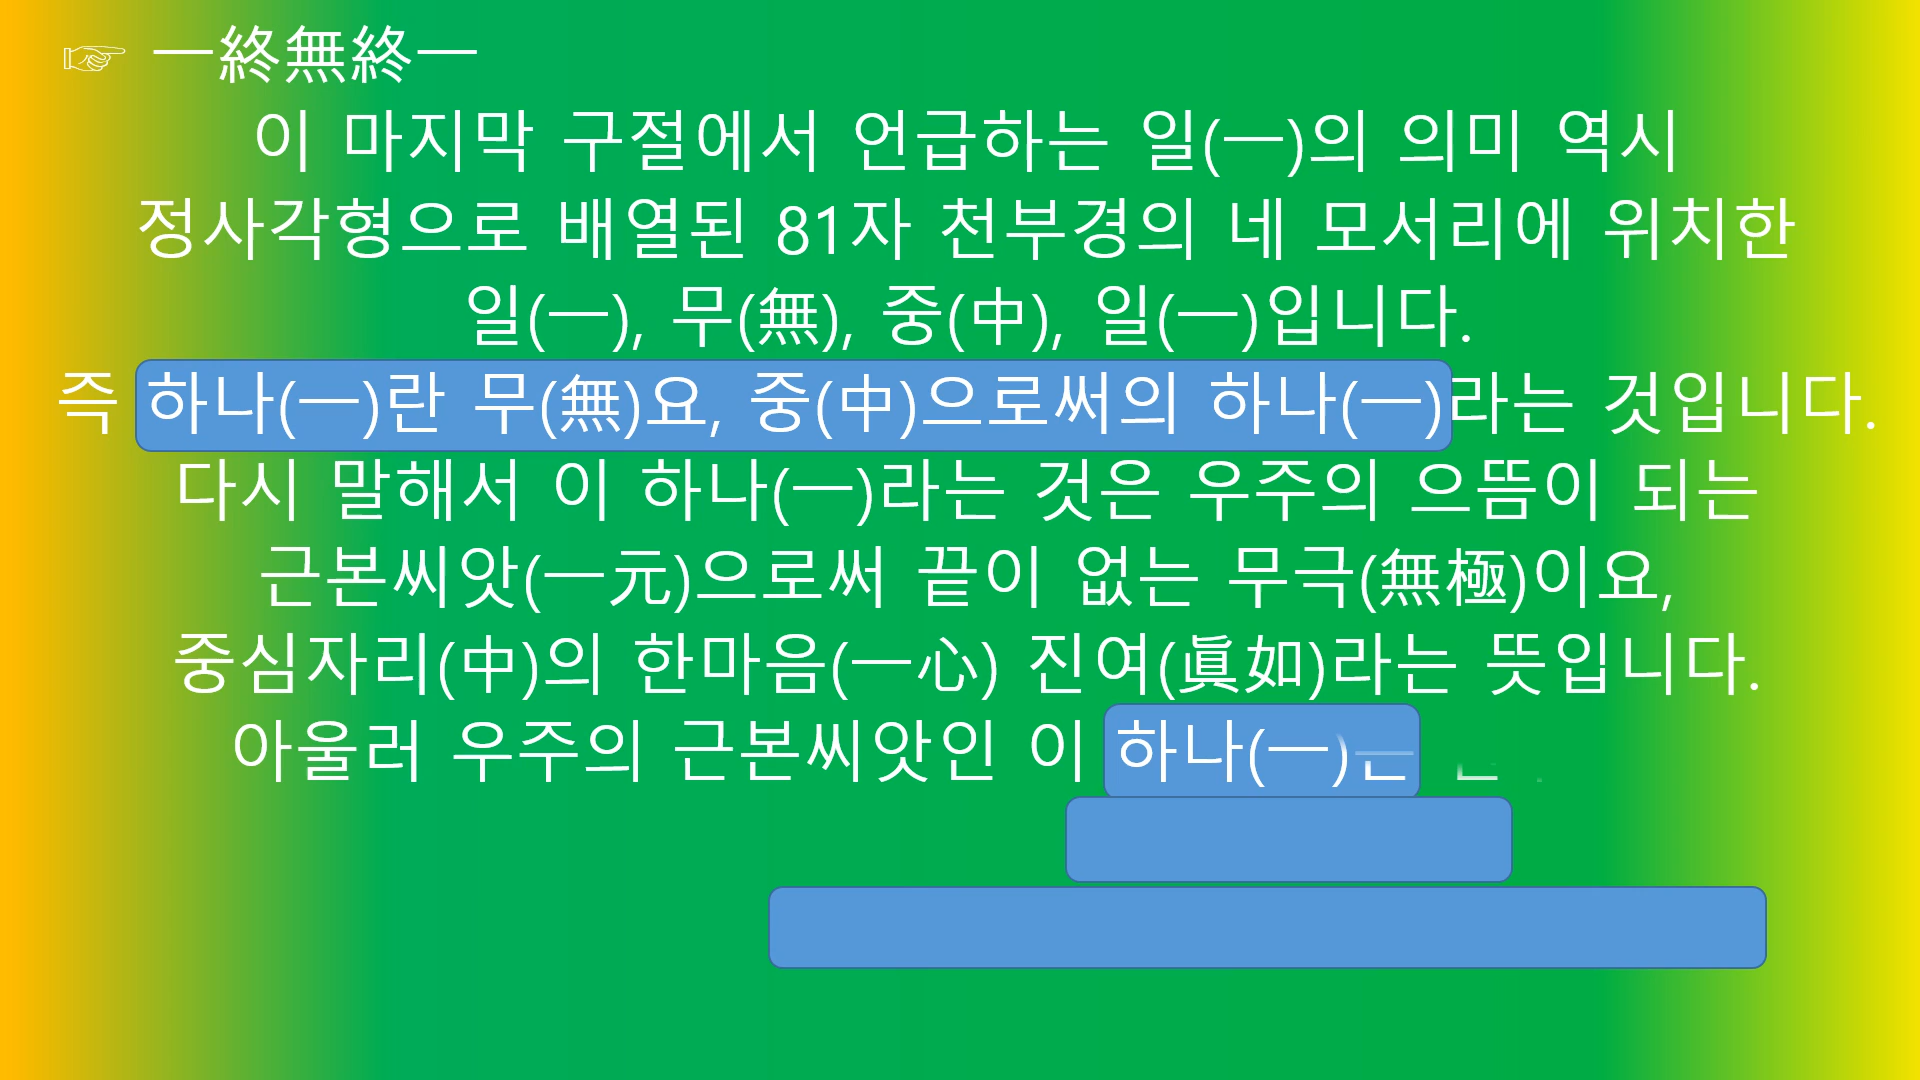 ☞ 一終無終一
이 마지막 구절에서 언급하는 일(一)의 의미 역시
정사각형으로 배열된 81자 천부경의 네 모서리에 위치한
일(一), 무(無), 중(中), 일(一)입니다.
즉 하나(一)란 무(無)요, 중(中)으로써의 하나(一)라는 것입니다.
다시 말해서 이 하나(一)라는 것은 우주의 으뜸이 되는
근본씨앗(一元)으로써 끝이 없는 무극(無極)이요,
중심자리(中)의 한마음(一心) 진여(眞如)라는 뜻입니다.
아울러 우주의 근본씨앗인 이 하나(一)